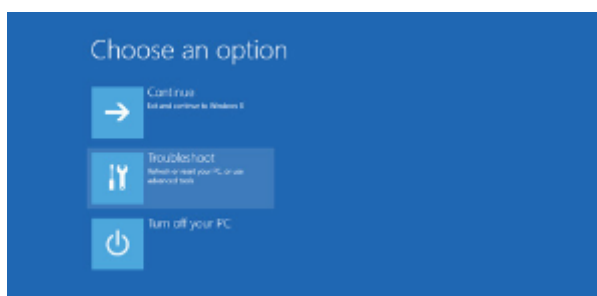 Choose an option
Continue
Exit and continue to Windows 8
Troubleshoot
Refresh or reset your PC, or use
advanced tools
Turn off your PC